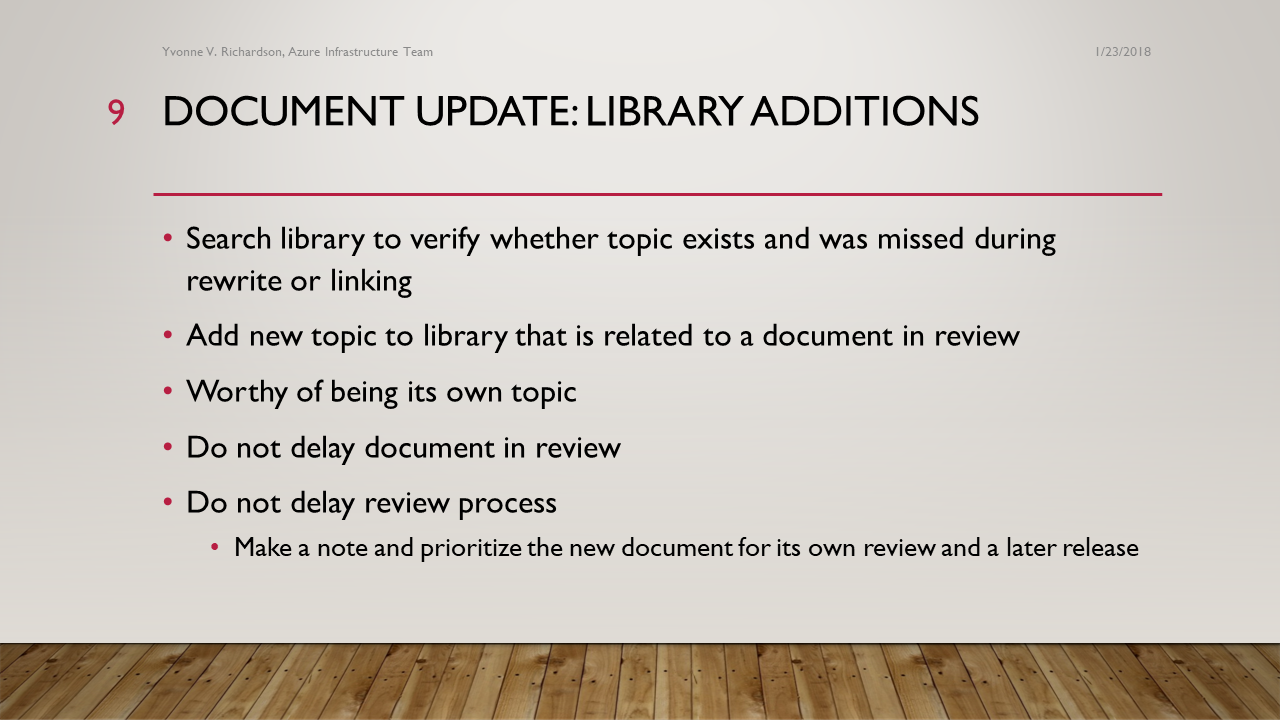 Yvonne V. Richardson, Azure Infrastructure Team
1/23/2018
9
DOCUMENT UPDATE: LIBRARY ADDITIONS
• Search library to verify whether topic exists and was missed during
rewrite or linking
• Add new topic to library that is related to a document in review
• Worthy of being its own topic
• Do not delay document in review
• Do not delay review process
• Make a note and prioritize the new document for its own review and a later release